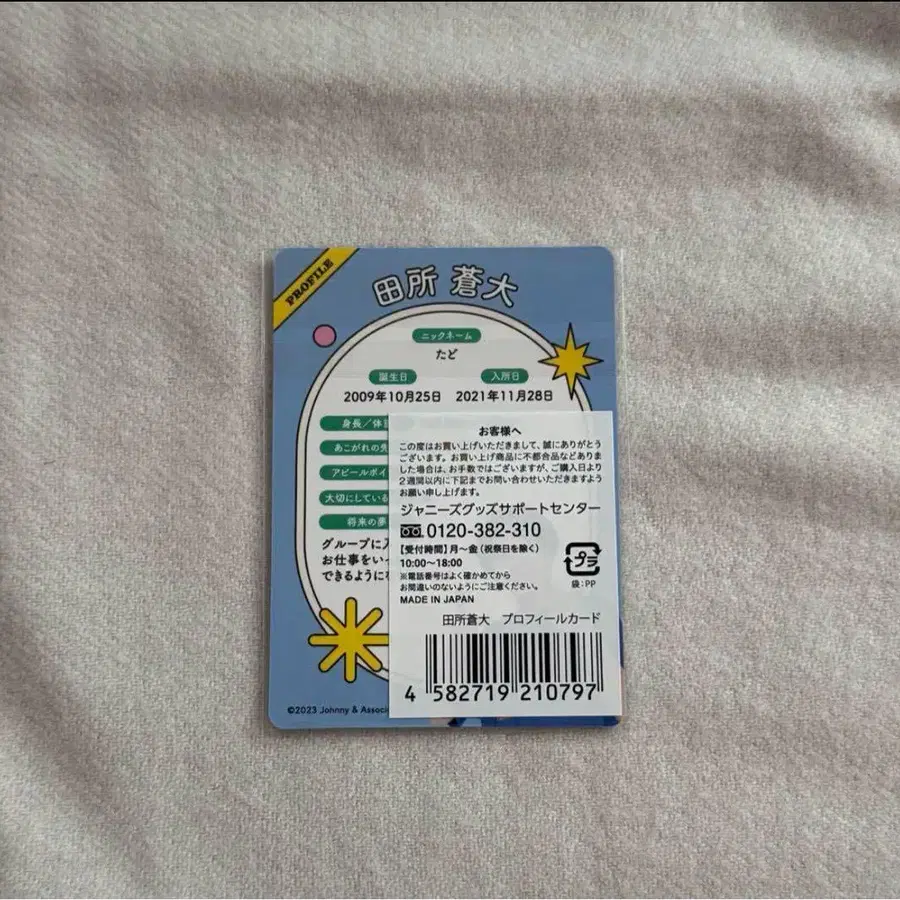 PROFILE
田所 蒼大
ニックネーム
たど
誕生日 入所日
2009年10月25日 2021年11月28日
身長/体
あこがれの
アピールポイ
大切にしている
将来の夢
グループに
お仕事をい
できるように
お客様へ
この度はお買い上げいただきまして、誠にありがとう
ございます。お買い上げ商品に不都合品などありま
した場合は、お手数ではございますが、ご購入日より
2週間以内に下記までお問い合わせいただきますよう
お願い申し上げます。
ジャニーズグッズサポートセンター
0120-382-310
【受付時間】月〜金(祝祭日を除く)
10:00〜18:00
※電話番号はよく確かめてから
お間違いのないようにご注意ください。
MADE IN JAPAN
プラ
袋:PP
田所蒼大 プロフィールカード
4 582719 210797
©2023 Johnny & Associ